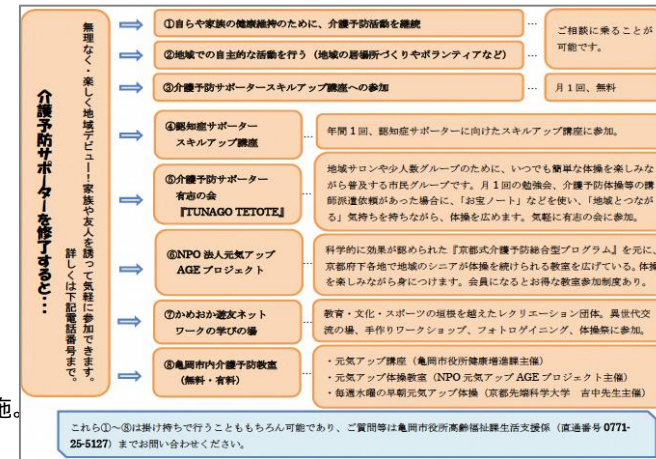 介護予防サポーターを修了すると…
無理なく・楽しく地域デビュー！家族や友人を誘って気軽に参加できます。
詳しくは下記電話番号まで。
①自らや家族の健康維持のために、介護予防活動を継続
…
ご相談に乗ることが
可能です。
②地域での自主的な活動を行う（地域の居場所づくりやボランティアなど）
③介護予防サポータースキルアップ講座への参加
…
月1回、無料
④認知症サポーター
スキルアップ講座
…
年間1回、認知症サポーターに向けたスキルアップ講座に参加。
⑤介護予防サポーター
有志の会
『TUNAGO TETOTE』
…
地域サロンや少人数グループのために、いつでも簡単な体操を楽しみな
がら普及する市民グループです。月1回の勉強会、介護予防体操等の講
師派遣依頼があった場合に、「お宝ノート」などを使い、「地域とつなが
る」気持ちを持ちながら、体操を広めます。気軽に有志の会に参加。
⑥NPO 法人元気アップ
AGE プロジェクト
…
科学的に効果が認められた『京都式介護予防総合型プログラム』を元に、
京都府下各地で地域のシニアが体操を続けられる教室を広げている。体操
を楽しみながら身につけます。会員になるとお得な教室参加制度あり。
⑦かめおか遊友ネット
ワークの学びの場
…
教育・文化・スポーツの垣根を越えたレクリエーション団体。異世代交
流の場、手作りワークショップ、フォトロゲイニング、体操祭に参加。
⑧亀岡市内介護予防教室
（無料・有料）
…
・元気アップ講座（亀岡市役所健康増進課主催）
・元気アップ体操教室（NPO 元気アップ AGE プロジェクト主催）
・毎週水曜の早朝元気アップ体操（京都先端科学大学 吉中先生主催）
施。
これら①～⑧は掛け持ちで行うことももちろん可能であり、ご質問等は亀岡市役所高齢福祉課生活支援係（直通番号 0771-
25-5127）までお問い合わせください。